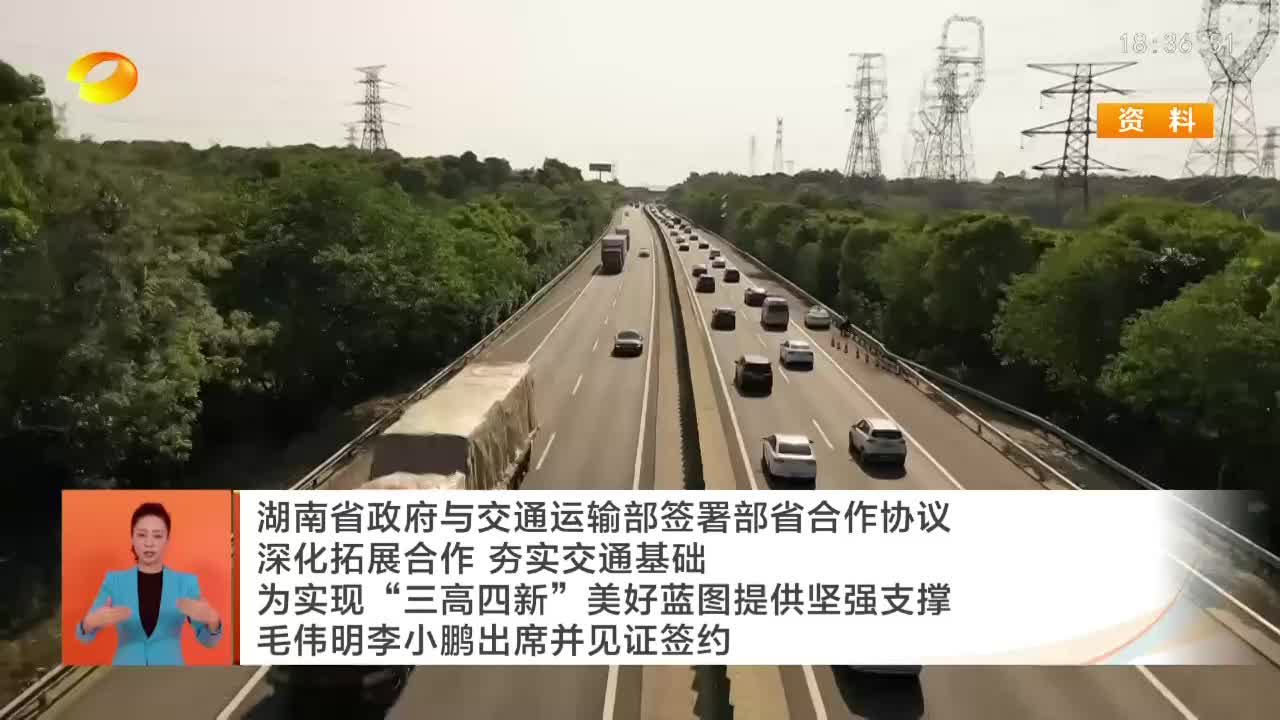 18:36:51
资 料
湖南省政府与交通运输部签署部省合作协议
深化拓展合作 夯实交通基础
为实现“三高四新”美好蓝图提供坚强支撑
毛伟明李小鹏出席并见证签约